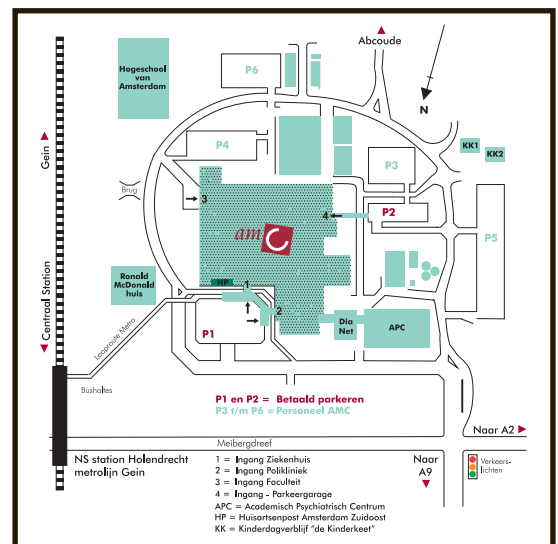 Abcoude
Hogeschool
van
Amsterdam
P6
N
KK1
KK2
P4
P3
Gein
Brug
3
4
P2
amc
P5
Centraal Station
Ronald
McDonald
huis
HP
1
2
Looproute Metro
P1
Dia
Net
APC
Bushaltes
P1 en P2 = Betaald parkeren
P3 t/m P6 = Personeel AMC
Naar A2
Meibergdreef
NS station Holendrecht
metrolijn Gein
Naar
A9
Verkeers-
lichten
1 = Ingang Ziekenhuis
2 = Ingang Polikliniek
3 = Ingang Faculteit
4 = Ingang - Parkeergarage
APC = Academisch Psychiatrisch Centrum
HP = Huisartsenpost Amsterdam Zuidoost
KK = Kinderdagverblijf "de Kinderkeet"